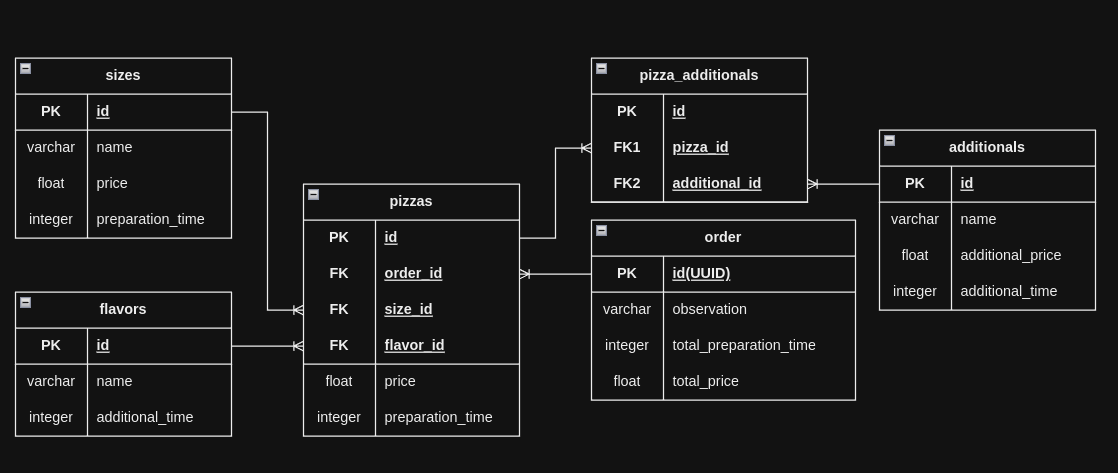 sizes
PK id
varchar name
float price
integer preparation_time
flavors
PK id
varchar name
integer additional_time
pizzas
PK id
FK order_id
FK size_id
FK flavor_id
float price
integer preparation_time
pizza_additionals
PK id
FK1 pizza_id
FK2 additional_id
order
PK id(UUID)
varchar observation
integer total_preparation_time
float total_price
additionals
PK id
varchar name
float additional_price
integer additional_time